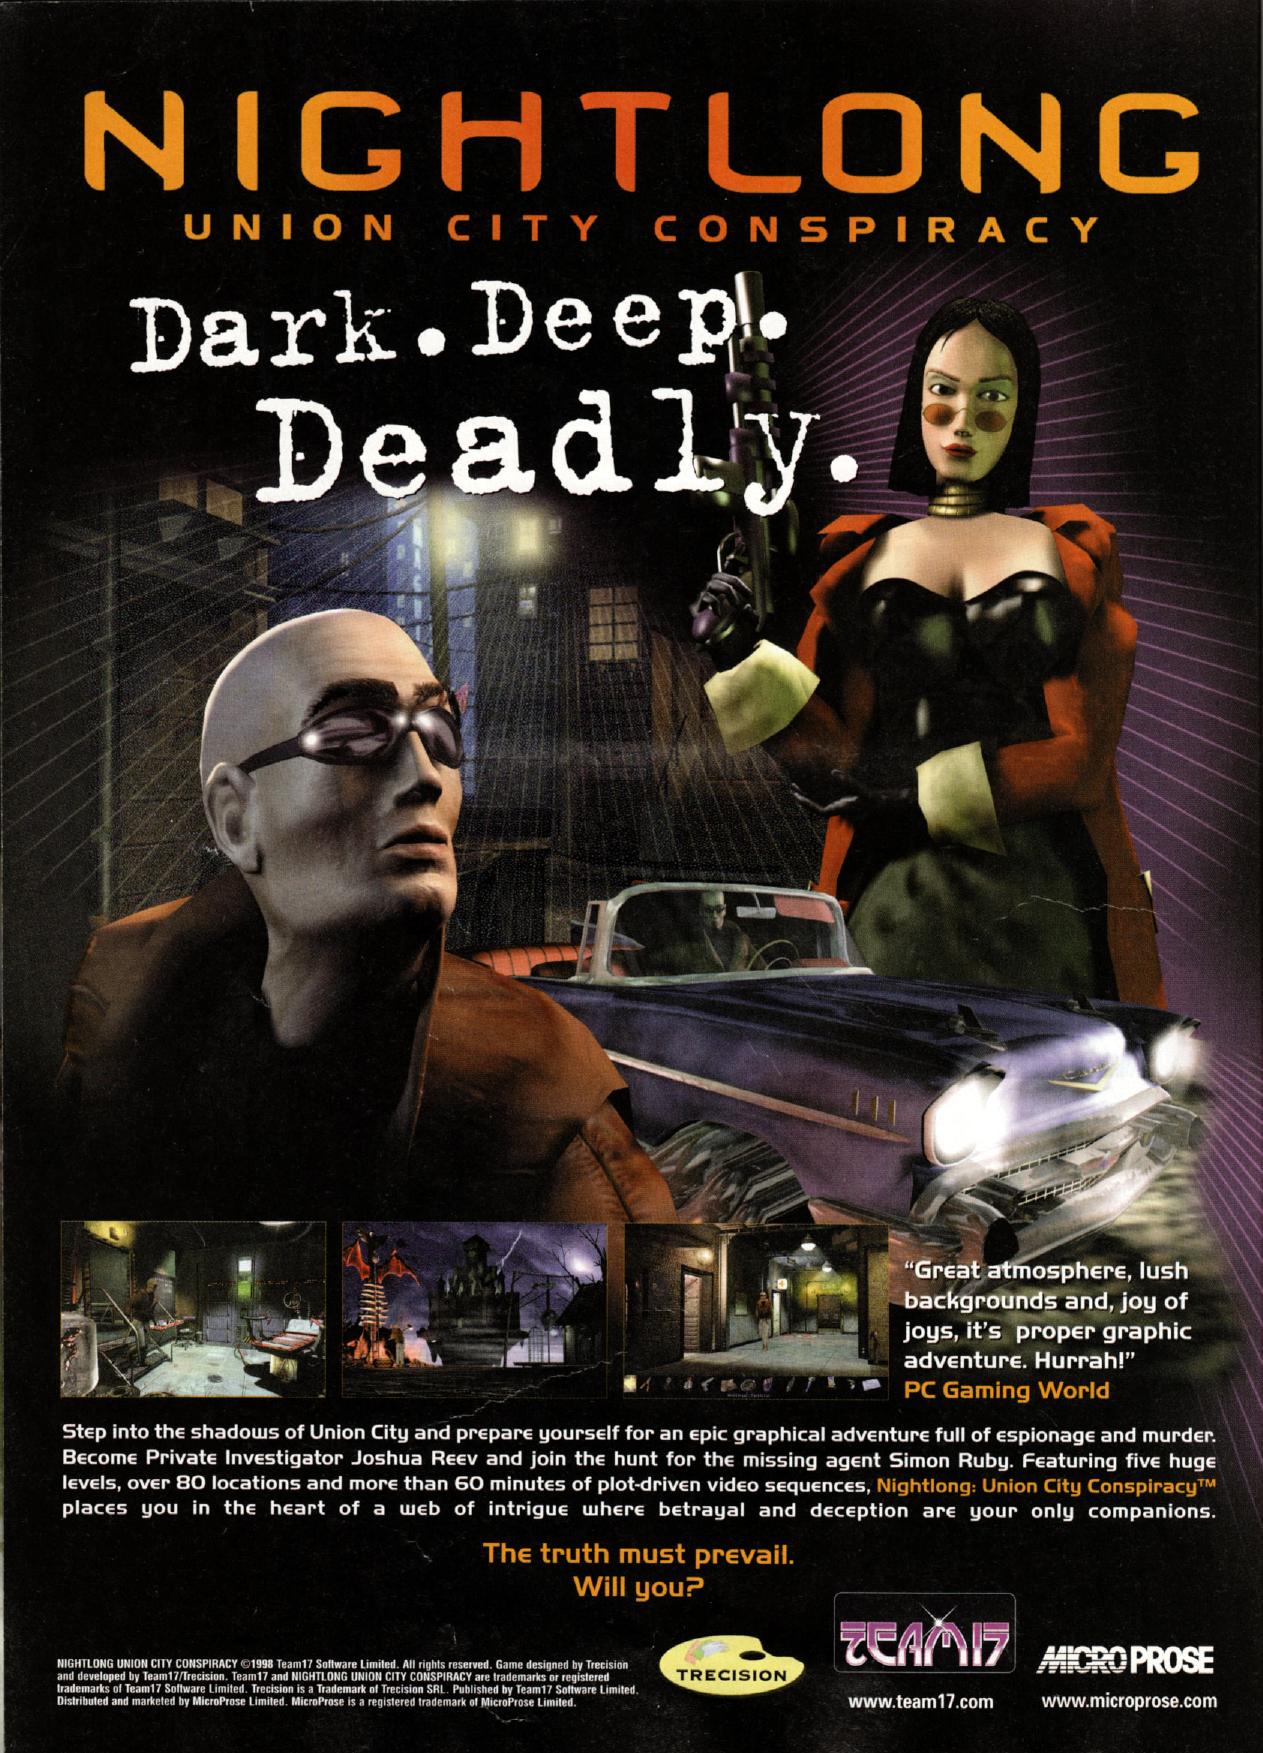 NIGHTLONG
UNION CITY CONSPIRACY
Dark. Deep.
Deadly.
“Great atmosphere, lush
backgrounds and, joy of
joys, it's proper graphic
adventure. Hurrah!”
PC Gaming World
Step into the shadows of Union City and prepare yourself for an epic graphical adventure full of espionage and murder.
Become Private Investigator Joshua Reev and join the hunt for the missing agent Simon Ruby. Featuring five huge
levels, over 80 locations and more than 60 minutes of plot-driven video sequences, Nightlong: Union City Conspiracy™
places you in the heart of a web of intrigue where betrayal and deception are your only companions.
The truth must prevail.
Will you?
NIGHTLONG UNION CITY CONSPIRACY ©1998 Team17 Software Limited. All rights reserved. Game designed by Trecision
and developed by Team17/Trecision. Team17 and NIGHTLONG UNION CITY CONSPIRACY are trademarks or registered
trademarks of Team17 Software Limited. Trecision is a Trademark of Trecision SRL. Published by Team17 Software Limited.
Distributed and marketed by MicroProse Limited. MicroProse is a registered trademark of MicroProse Limited.
TRECISION
TEAM17
www.team17.com
MICROPROSE
www.microprose.com